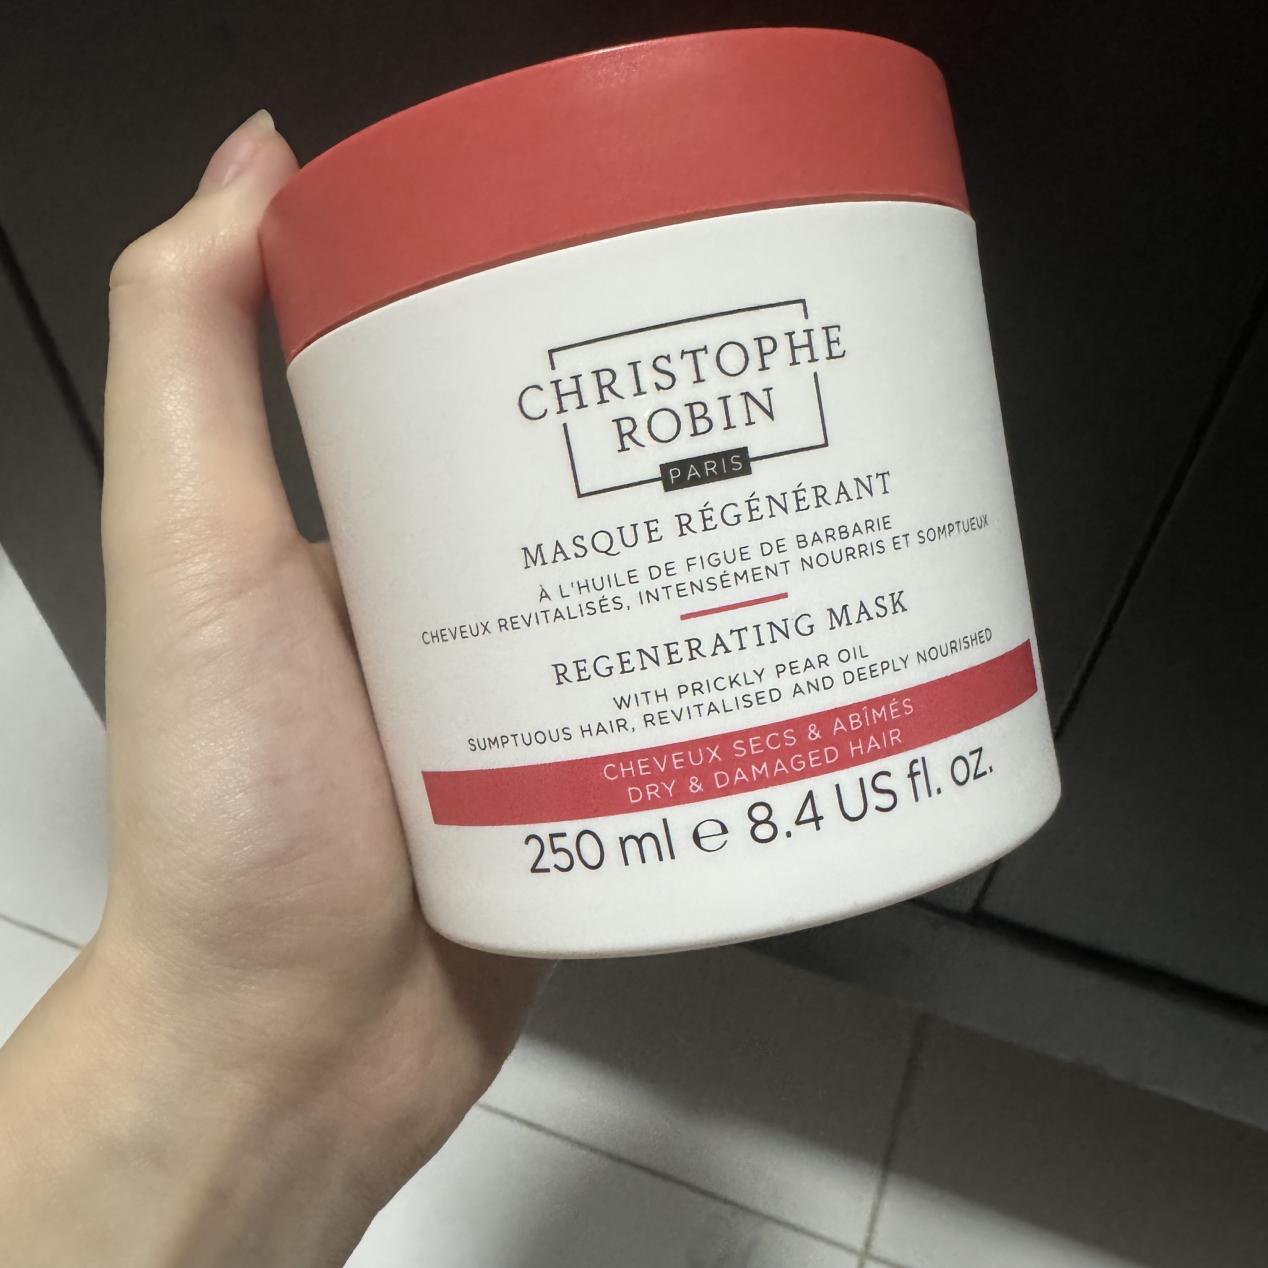 CHRISTOPHE
ROBIN
PARIS
MASQUE RÉGÉNÉRANT
À L'HUILE DE FIGUE DE BARBARIE
CHEVEUX REVITALISÉS, INTENSÉMENT NOURRIS ET SOMPTUEUX
REGENERATING MASK
WITH PRICKLY PEAR OIL
SUMPTUOUS HAIR, REVITALISED AND DEEPLY NOURISHED
CHEVEUX SECS & ABÎMÉS
DRY & DAMAGED HAIR
250 ml e 8.4 US fl. oz.